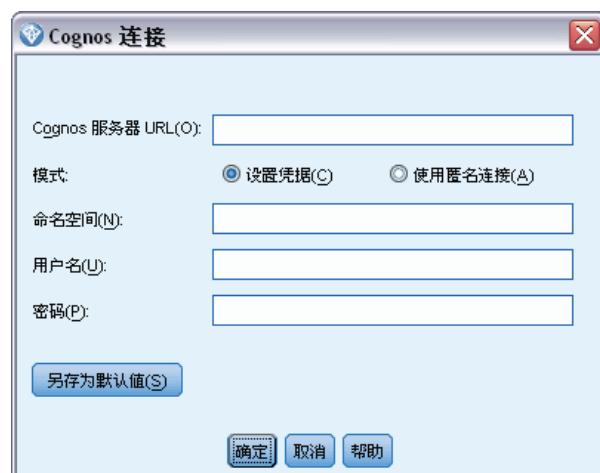 Cognos 连接
Cognos 服务器 URL(O):
模式: 设置凭据(C) 使用匿名连接(A)
命名空间(N):
用户名(U):
密码(P):
另存为默认值(S)
确定 取消 帮助